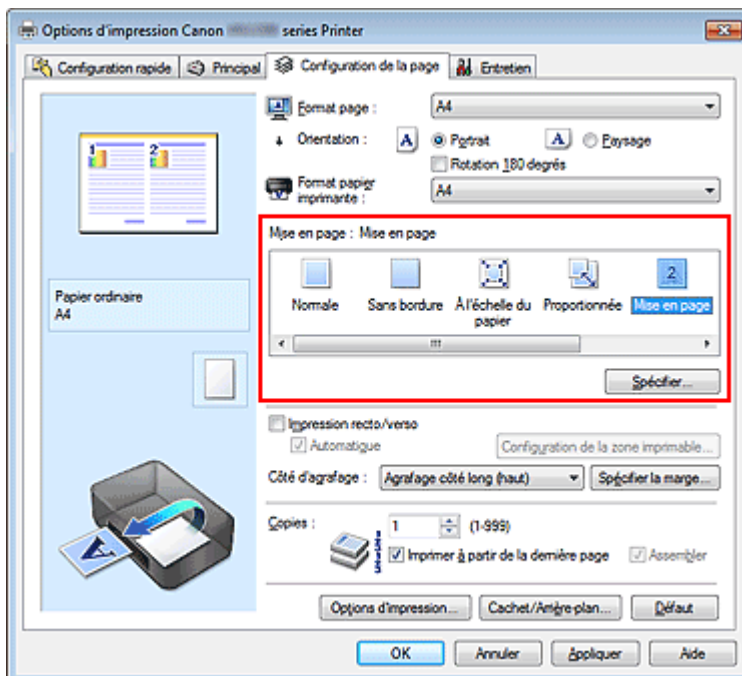 Options d'impression Canon series Printer
Configuration rapide Principal Configuration de la page Entretien
1 2
Format page : A4
Orientation : A Portrait A Paysage
Rotation 180 degrés
Format papier imprimante : A4
Mise en page : Mise en page
2
Normale Sans bordure À l'échelle du papier Proportionnée Mise en page
Spécifier...
Papier ordinaire
A4
Impression recto/verso
Automatique Configuration de la zone imprimable...
Côté d'agrafage : Agrafage côté long (haut) Spécifier la marge...
Copies : 1 (1-999)
Imprimer à partir de la dernière page Assembler
A
Options d'impression... Cachet/Arrière-plan... Défaut
OK Annuler Appliquer Aide